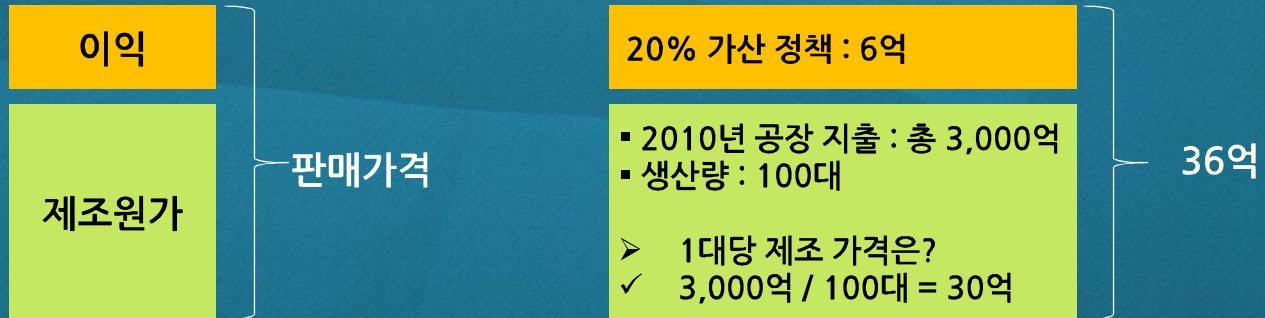 이익
제조원가
판매가격
20% 가산 정책 : 6억
▪ 2010년 공장 지출 : 총 3,000억
▪ 생산량 : 100대
➢ 1대당 제조 가격은?
✓ 3,000억 / 100대 = 30억
36억